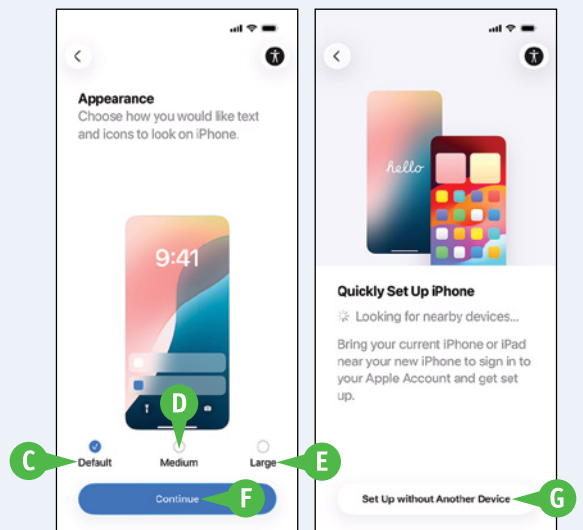 Appearance
Choose how you would like text
and icons to look on iPhone.
9:41
D
C
Default
Medium
Large
E
Continue
F
hello
Quickly Set Up iPhone
Looking for nearby devices...
Bring your current iPhone or iPad
near your new iPhone to sign in to
your Apple Account and get set
up.
Set Up without Another Device
G